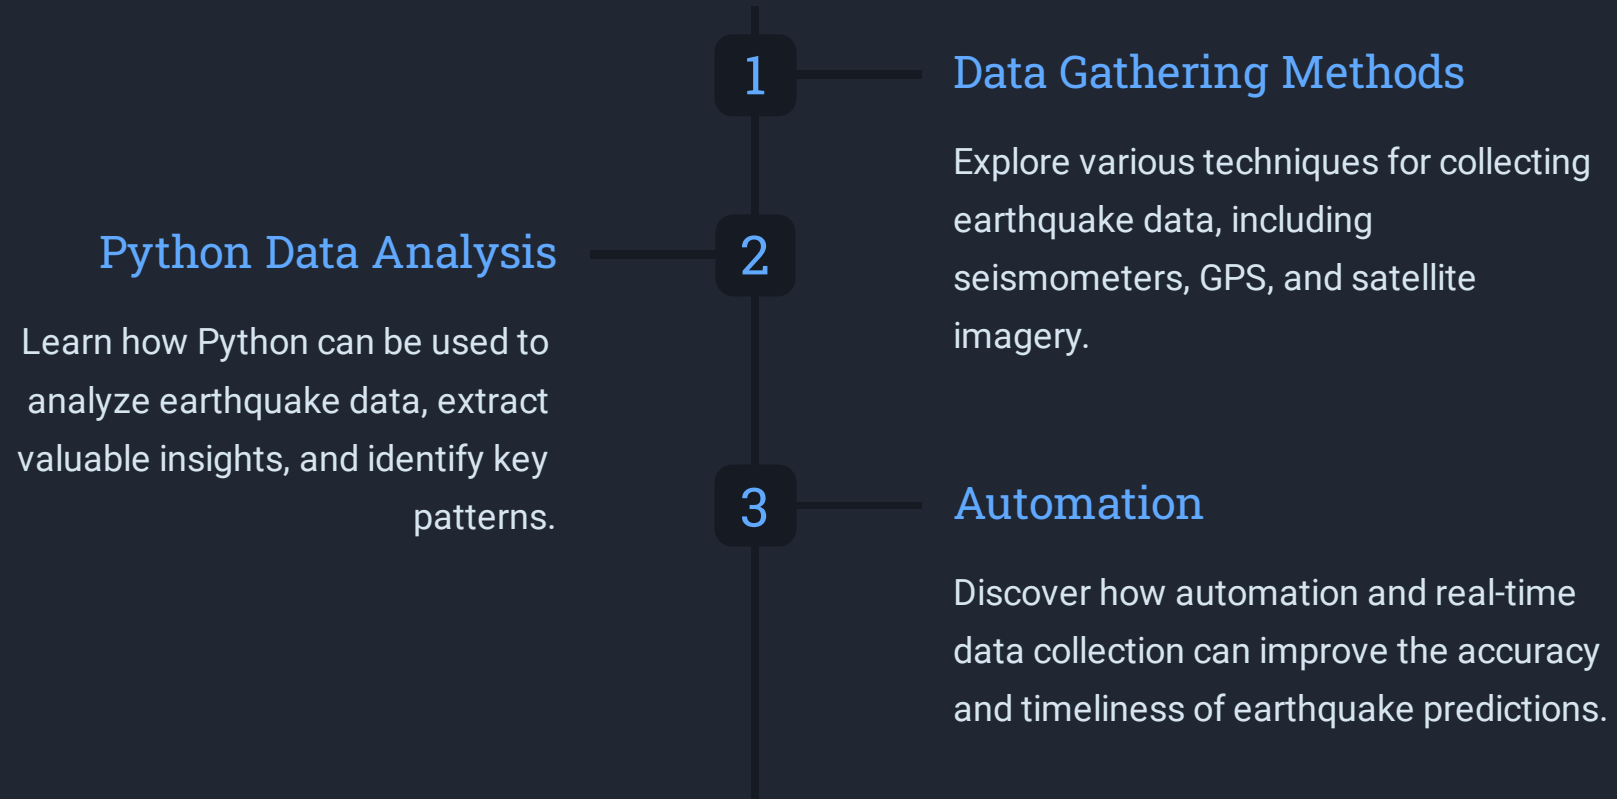 1
Data Gathering Methods
Explore various techniques for collecting
earthquake data, including
seismometers, GPS, and satellite
imagery.
2
Python Data Analysis
Learn how Python can be used to
analyze earthquake data, extract
valuable insights, and identify key
patterns.
3
Automation
Discover how automation and real-time
data collection can improve the accuracy
and timeliness of earthquake predictions.